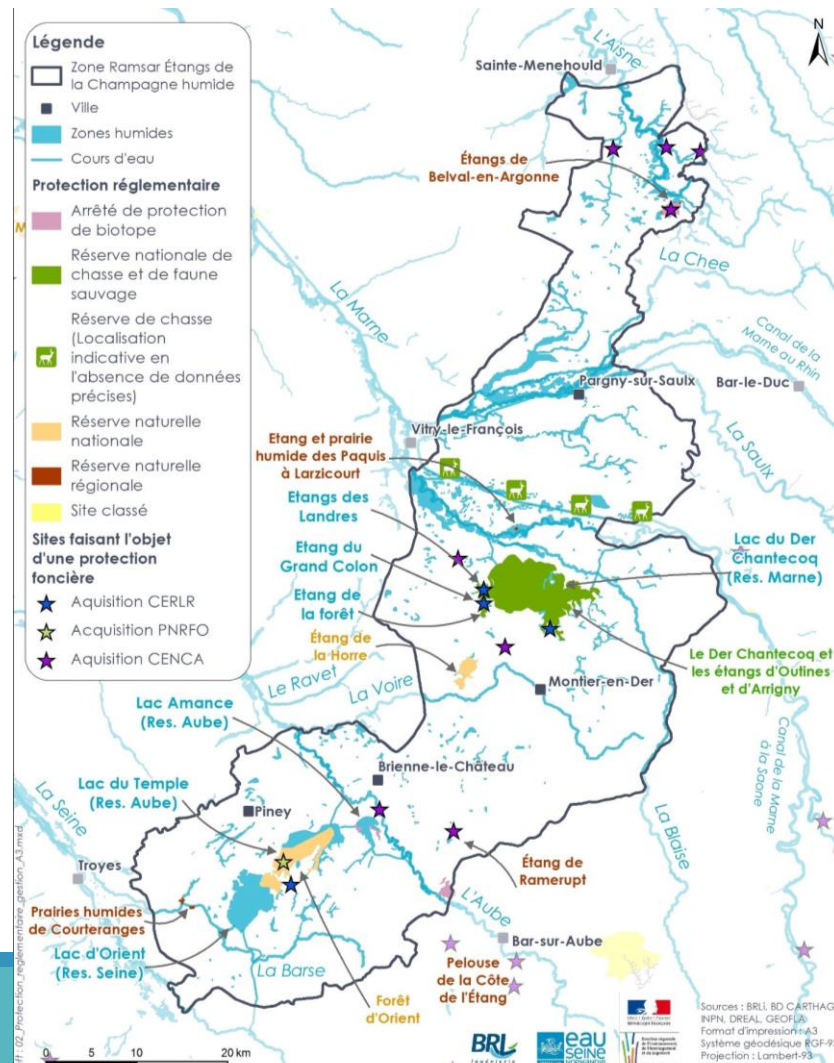 Légende
Zone Ramsar Étangs de
la Champagne humide
Ville
Zones humides
Cours d'eau
Protection réglementaire
Arrêté de protection
de biotope
Réserve nationale de
chasse et de faune
sauvage
Réserve de chasse
(Localisation
indicative en
l'absence de données
précises)
Réserve naturelle
nationale
Réserve naturelle
régionale
Site classé
Sites faisant l'objet
d'une protection
foncière
Aquisition CERLR
Acquisition PNRFO
Aquisition CENCA
N
L'Aisne
Sainte-Menehould
Étangs de
Belval-en-Argonne
La Chee
La Marne
Canal de la
Marne au Rhin
Pargny-sur-Saulx
Bar-le-Duc
Vitry-le-François
La Saulx
Etang et prairie
humide des Paquis
à Larzicourt
Etangs des
Landres
Lac du Der
Chantecoq
(Res. Marne)
Etang du
Grand Colon
Etang de
la forêt
Étang de
la Horre
Le Der Chantecoq et
les étangs d'Outines
et d'Arrigny
Le Ravet
La Voire
Montier-en-Der
Lac Amance
(Res. Aube)
Canal de la Marne
à la Saone
Brienne-le-Château
Lac du Temple
(Res. Aube)
Piney
La Seine
La Blaise
Troyes
Étang de
Ramerupt
Prairies humides
de Courteranges
L'Aube
Lac d'Orient
(Res. Seine)
Bar-sur-Aube
La Barse
Pelouse
de la Côte
de l'Étang
Forêt
d'Orient
0 5 10 20 km
BRL
Ingénierie
eau
SEINE
NORMANDIE
Sources : BRLi, BD CARTHAG
INPN, DREAL, GEOFLA
Format d'impression : A3
Système géodésique RGF-9
Projection : Lambert-93
02_Protection_reglementaire_gestion_A3.mxd